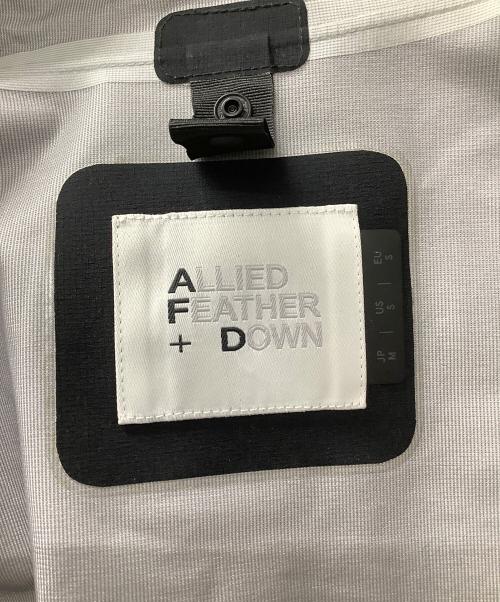 ALLIED
FEATHER
+ DOWN
EU | S
US | S
JP | M